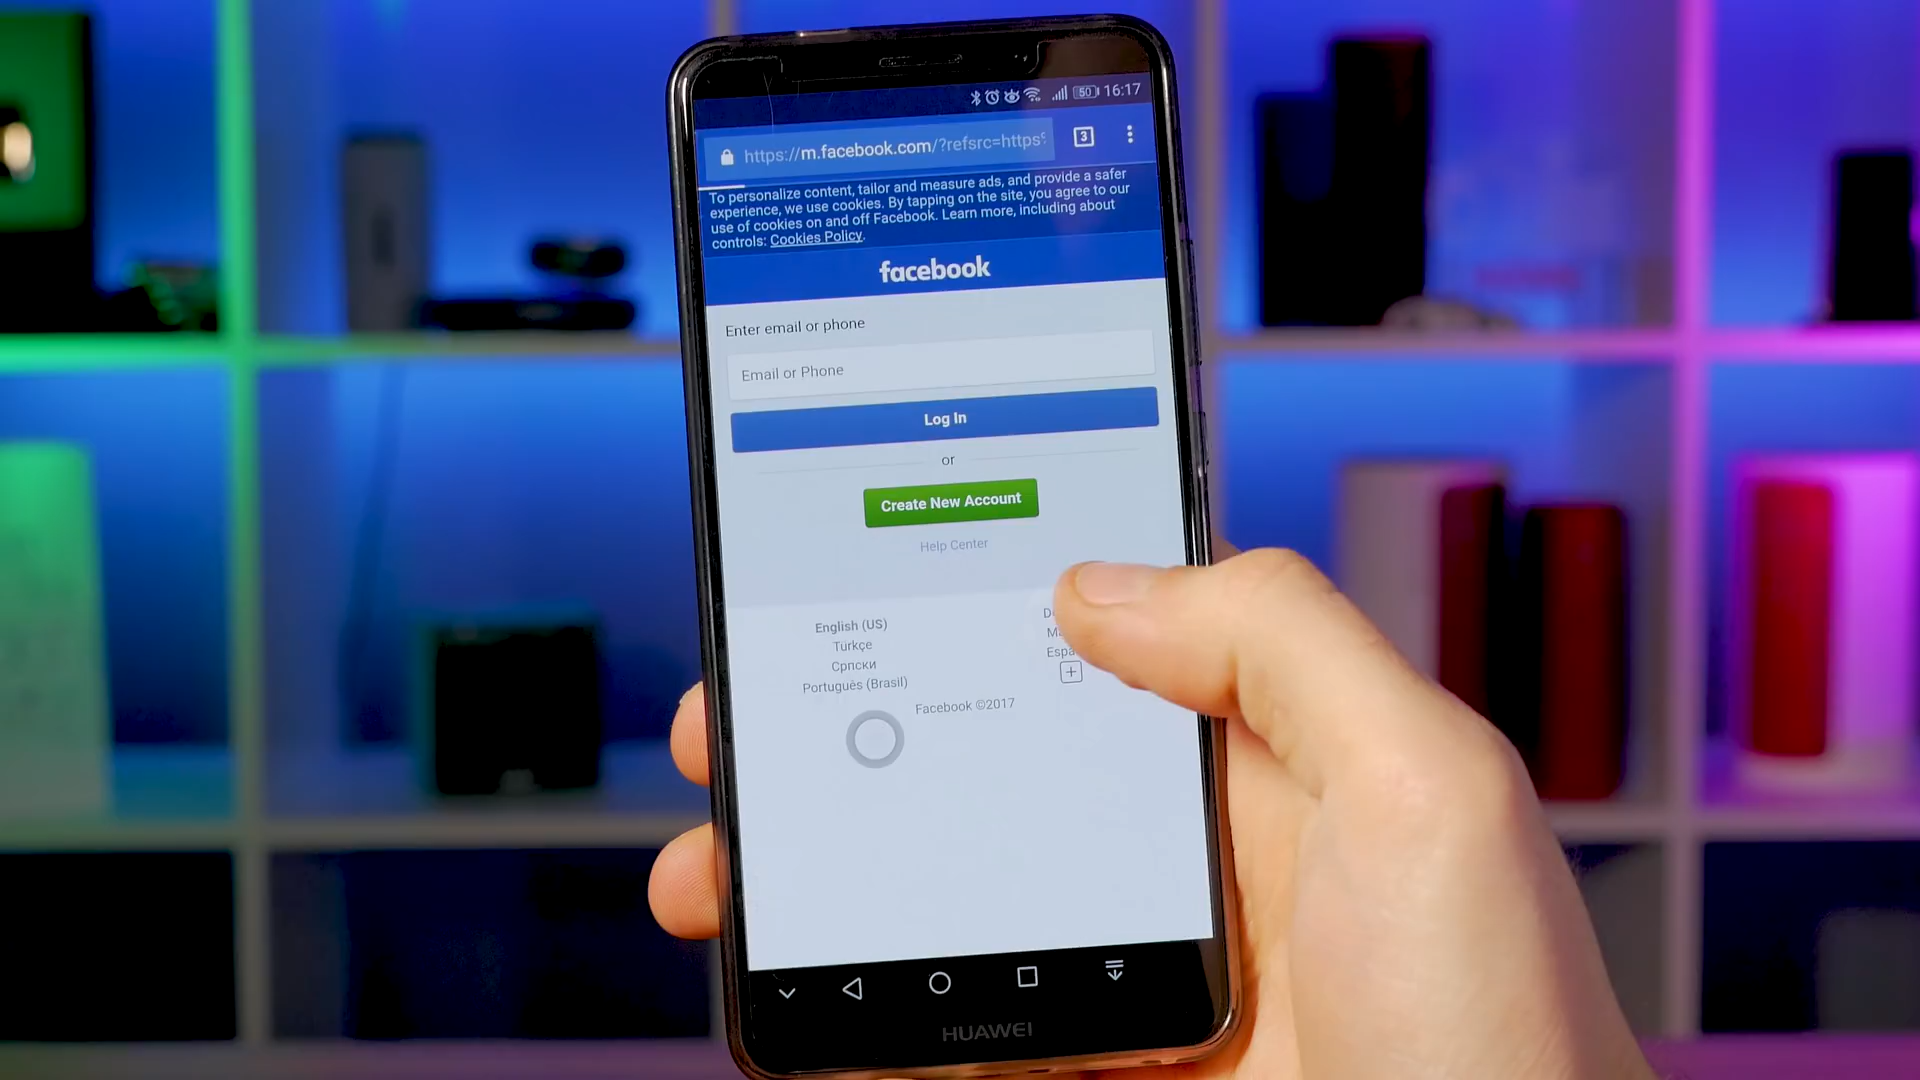 50 16:17
https://m.facebook.com/?refsrc=https
3
To personalize content, tailor and measure ads, and provide a safer
experience, we use cookies. By tapping on the site, you agree to our
use of cookies on and off Facebook. Learn more, including about
controls: Cookies Policy.
facebook
Enter email or phone
Email or Phone
Log In
or
Create New Account
Help Center
English (US)
Türkçe
Српски
Português (Brasil)
Facebook ©2017
HUAWEI